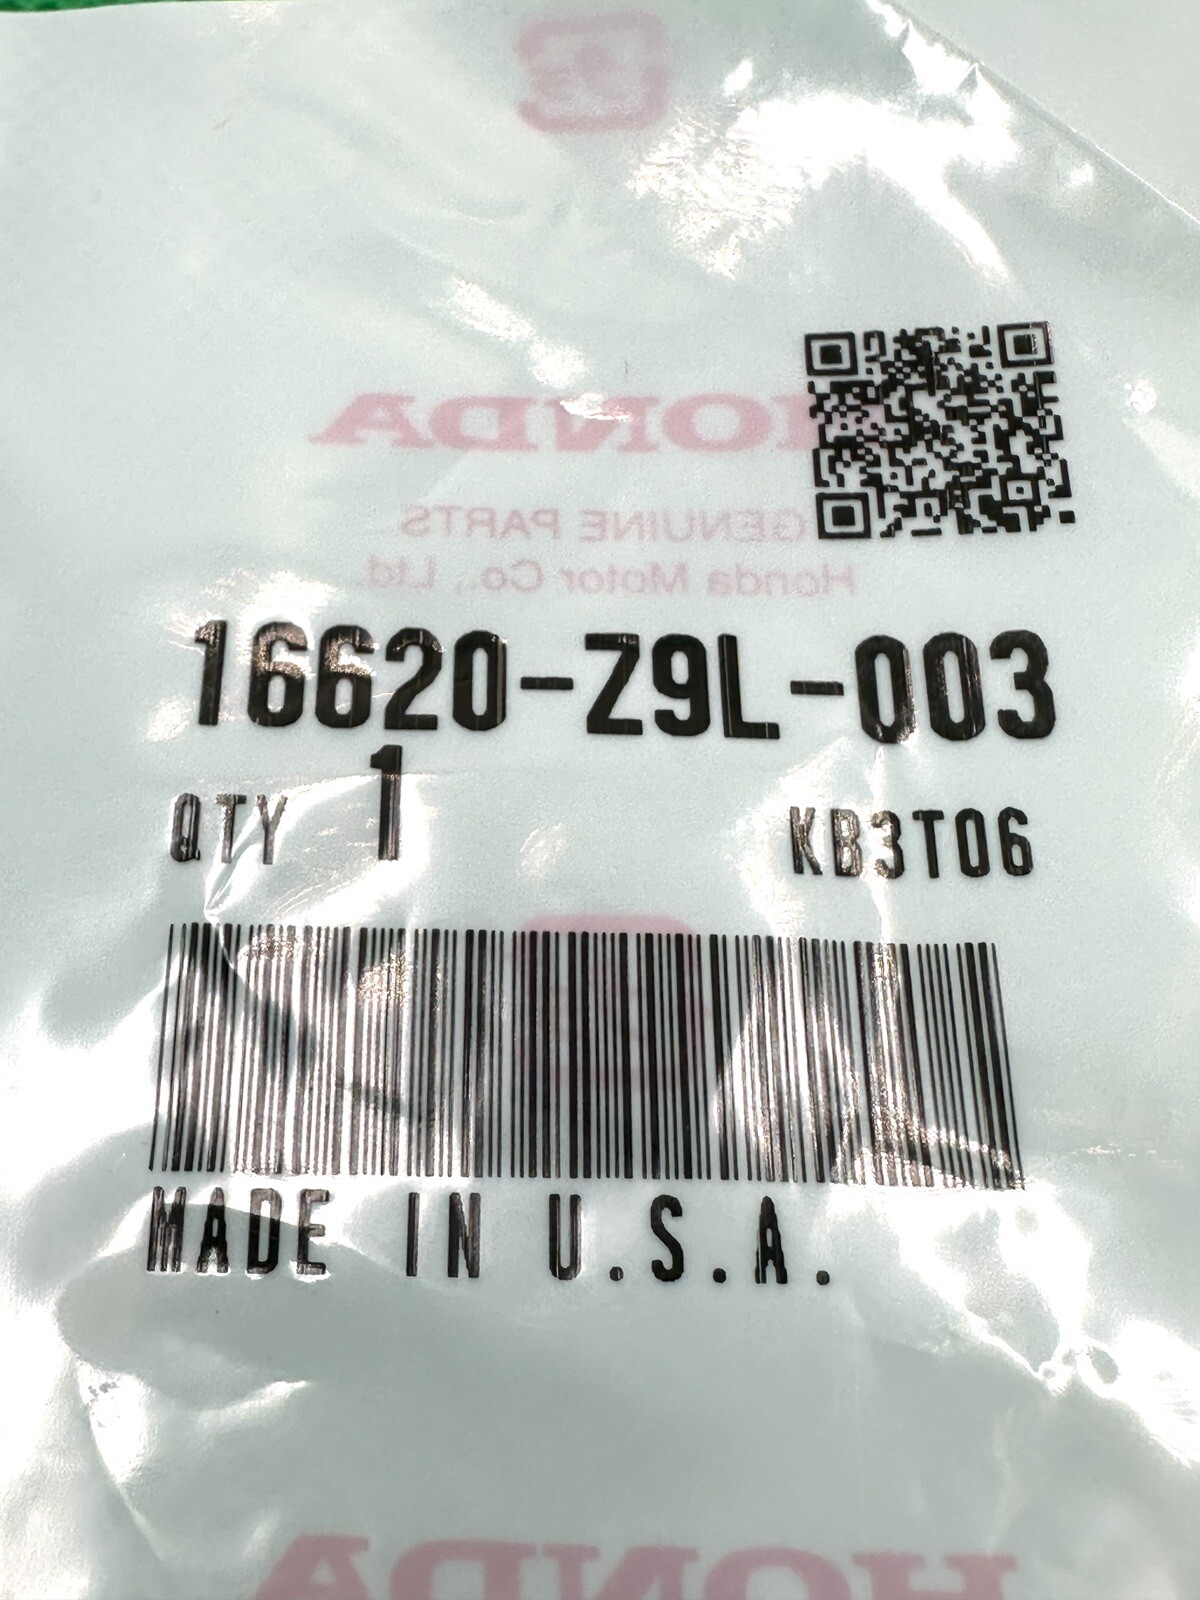 HONDA
GENUINE PARTS
Honda Motor Co., Ltd.
16620-Z9L-003
QTY 1 KB3T06
MADE IN U.S.A.
HONDA